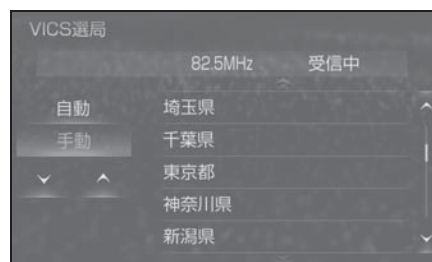 VICS選局
82.5MHz 受信中
自動
手動
埼玉県
千葉県
東京都
神奈川県
新潟県